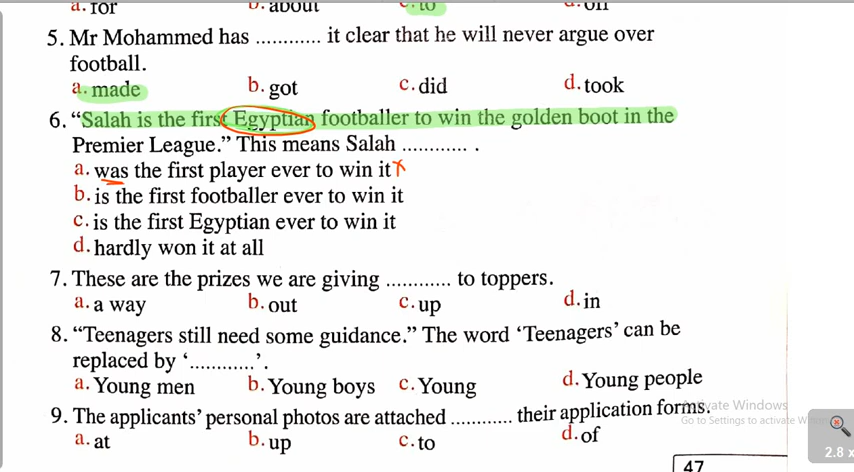 a. for b. about c. to d. on
5. Mr Mohammed has ............ it clear that he will never argue over
football.
a. made b. got c. did d. took
6. “Salah is the first Egyptian footballer to win the golden boot in the
Premier League.” This means Salah ............ .
a. was the first player ever to win it x
b. is the first footballer ever to win it
c. is the first Egyptian ever to win it
d. hardly won it at all
7. These are the prizes we are giving ............ to toppers.
a. a way b. out c. up d. in
8. “Teenagers still need some guidance.” The word ‘Teenagers’ can be
replaced by ‘............’.
a. Young men b. Young boys c. Young d. Young people
9. The applicants’ personal photos are attached ............ their application forms.
a. at b. up c. to d. of
Activate Windows
Go to Settings to activate
2.8 x
47